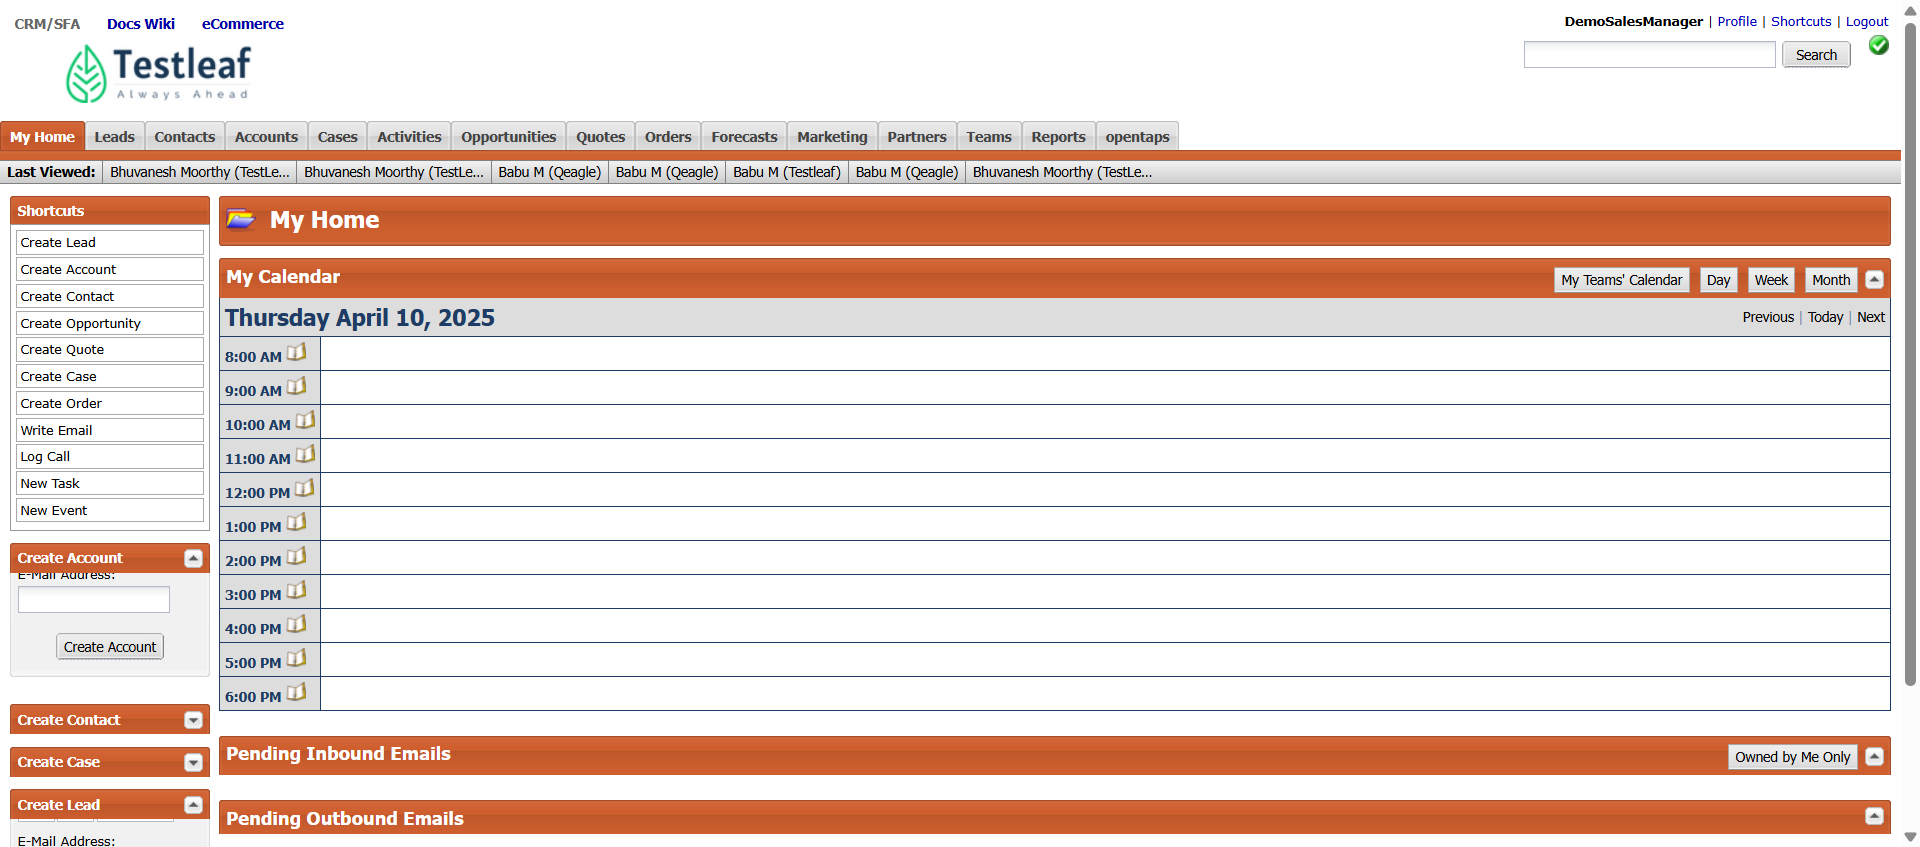 CRM/SFA Docs Wiki eCommerce
DemoSalesManager | Profile | Shortcuts | Logout
Testleaf
Always Ahead
Search
My Home Leads Contacts Accounts Cases Activities Opportunities Quotes Orders Forecasts Marketing Partners Teams Reports opentaps
Last Viewed: Bhuvanesh Moorthy (TestLe... Bhuvanesh Moorthy (TestLe... Babu M (Qeagle) Babu M (Qeagle) Babu M (Testleaf) Babu M (Qeagle) Bhuvanesh Moorthy (TestLe...
Shortcuts
Create Lead
Create Account
Create Contact
Create Opportunity
Create Quote
Create Case
Create Order
Write Email
Log Call
New Task
New Event
Create Account
E-Mail Address:
Create Account
Create Contact
Create Case
Create Lead
E-Mail Address:
My Home
My Calendar
My Teams' Calendar Day Week Month
Thursday April 10, 2025
Previous | Today | Next
8:00 AM
9:00 AM
10:00 AM
11:00 AM
12:00 PM
1:00 PM
2:00 PM
3:00 PM
4:00 PM
5:00 PM
6:00 PM
Pending Inbound Emails
Owned by Me Only
Pending Outbound Emails